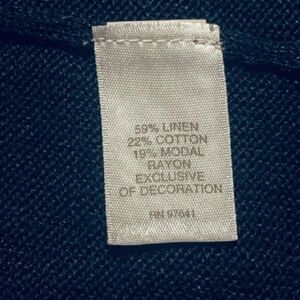 59% LINEN
22% COTTON
19% MODAL
RAYON
EXCLUSIVE
OF DECORATION
RN 97641